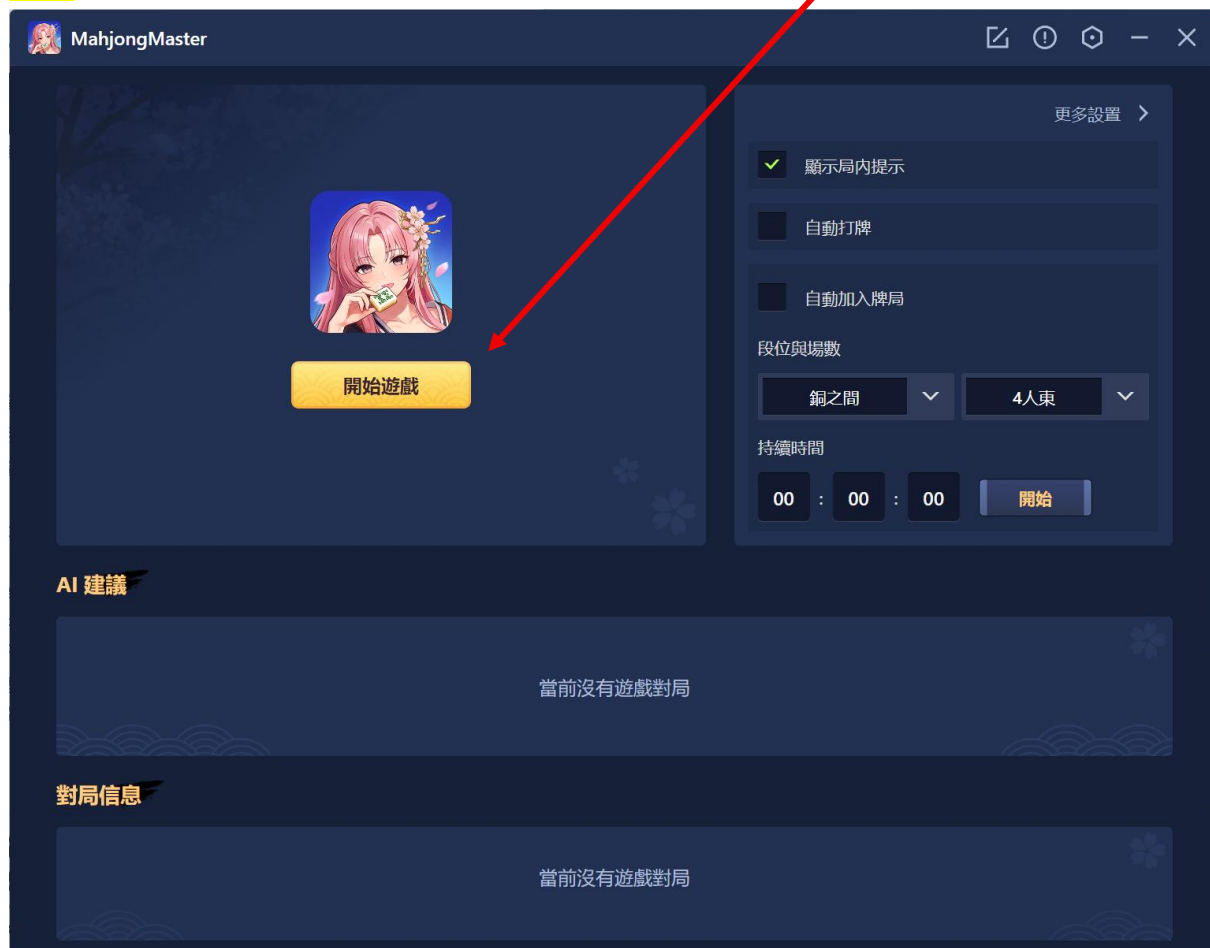 MahjongMaster
更多設置
顯示局內提示
自動打牌
自動加入牌局
段位與場數
銅之間
4人東
持續時間
00 : 00 : 00
開始
開始遊戲
AI 建議
當前沒有遊戲對局
對局信息
當前沒有遊戲對局